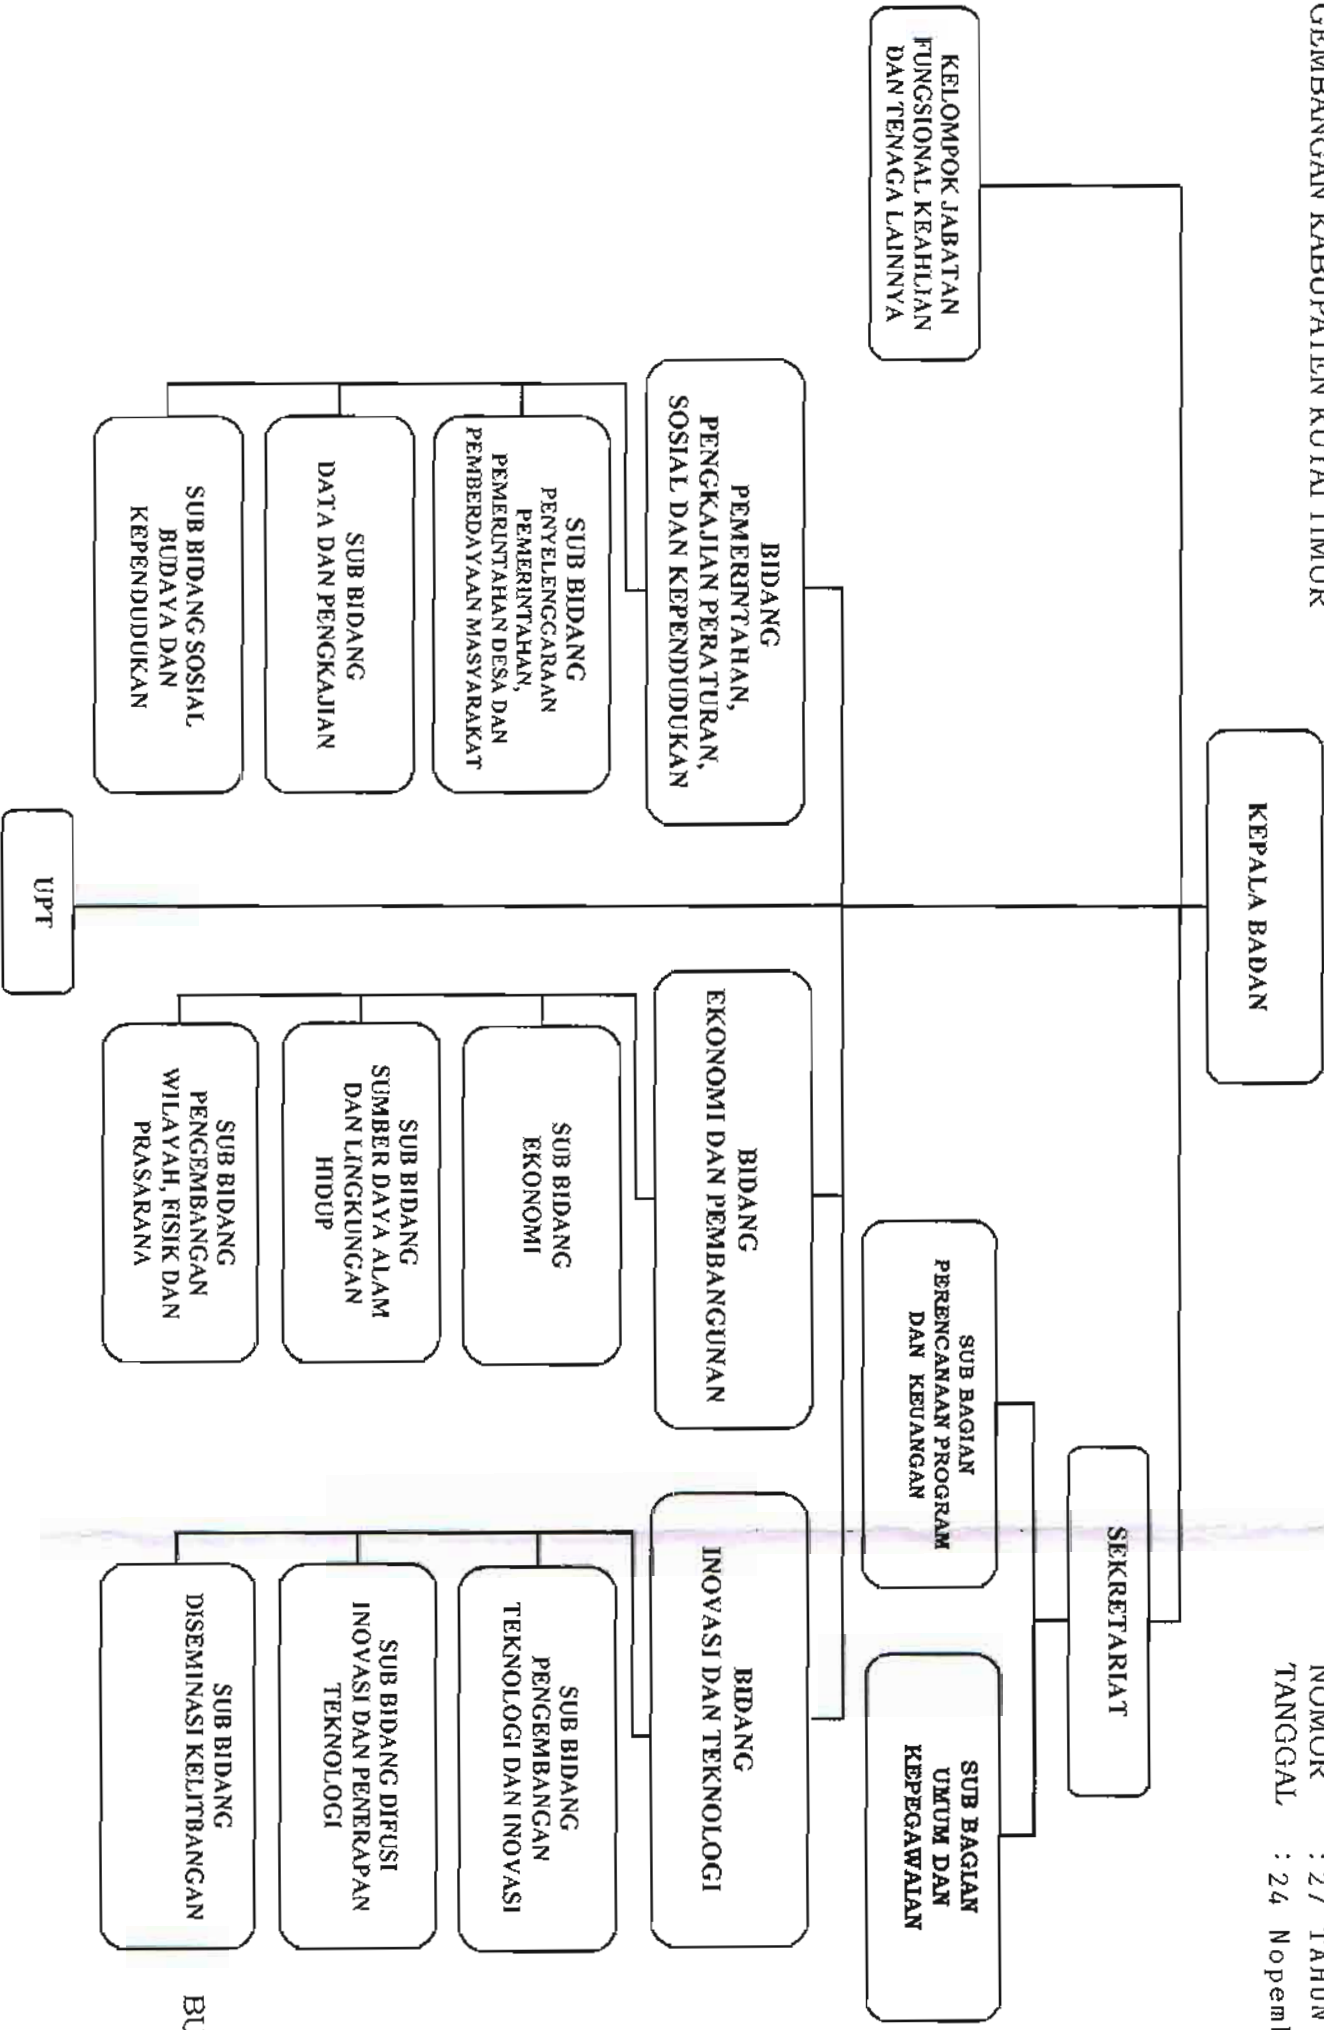 GEMBANGAN KABUPATEN KUTAI TIMUR
NOMOR : 27 TAHUN
TANGGAL : 24
KEPALA BADAN
KELOMPOK JABATAN
FUNGSIONAL KEAHLIAN
DAN TENAGA LAINNYA
SEKRETARIAT
SUB BAGIAN
PERENCANAAN PROGRAM
DAN KEUANGAN
SUB BAGIAN
UMUM DAN
KEPEGAWAIAN
BIDANG
PEMERINTAHAN,
PENGKAJIAN PERATURAN,
SOSIAL DAN KEPENDUDUKAN
SUB BIDANG
PENYELENGGARAAN
PEMERINTAHAN,
PEMERINTAHAN DESA DAN
PEMBERDAYAAN MASYARAKAT
SUB BIDANG
DATA DAN PENGKAJIAN
SUB BIDANG SOSIAL
BUDAYA DAN
KEPENDUDUKAN
BIDANG
EKONOMI DAN PEMBANGUNAN
SUB BIDANG
EKONOMI
SUB BIDANG
SUMBER DAYA ALAM
DAN LINGKUNGAN
HIDUP
SUB BIDANG
PENGEMBANGAN
WILAYAH, FISIK DAN
PRASARANA
BIDANG
INOVASI DAN TEKNOLOGI
SUB BIDANG
PENGEMBANGAN
TEKNOLOGI DAN INOVASI
SUB BIDANG DIFUSI
INOVASI DAN PENERAPAN
TEKNOLOGI
SUB BIDANG
DISEMINASI KELITBANGAN
UPT
BU